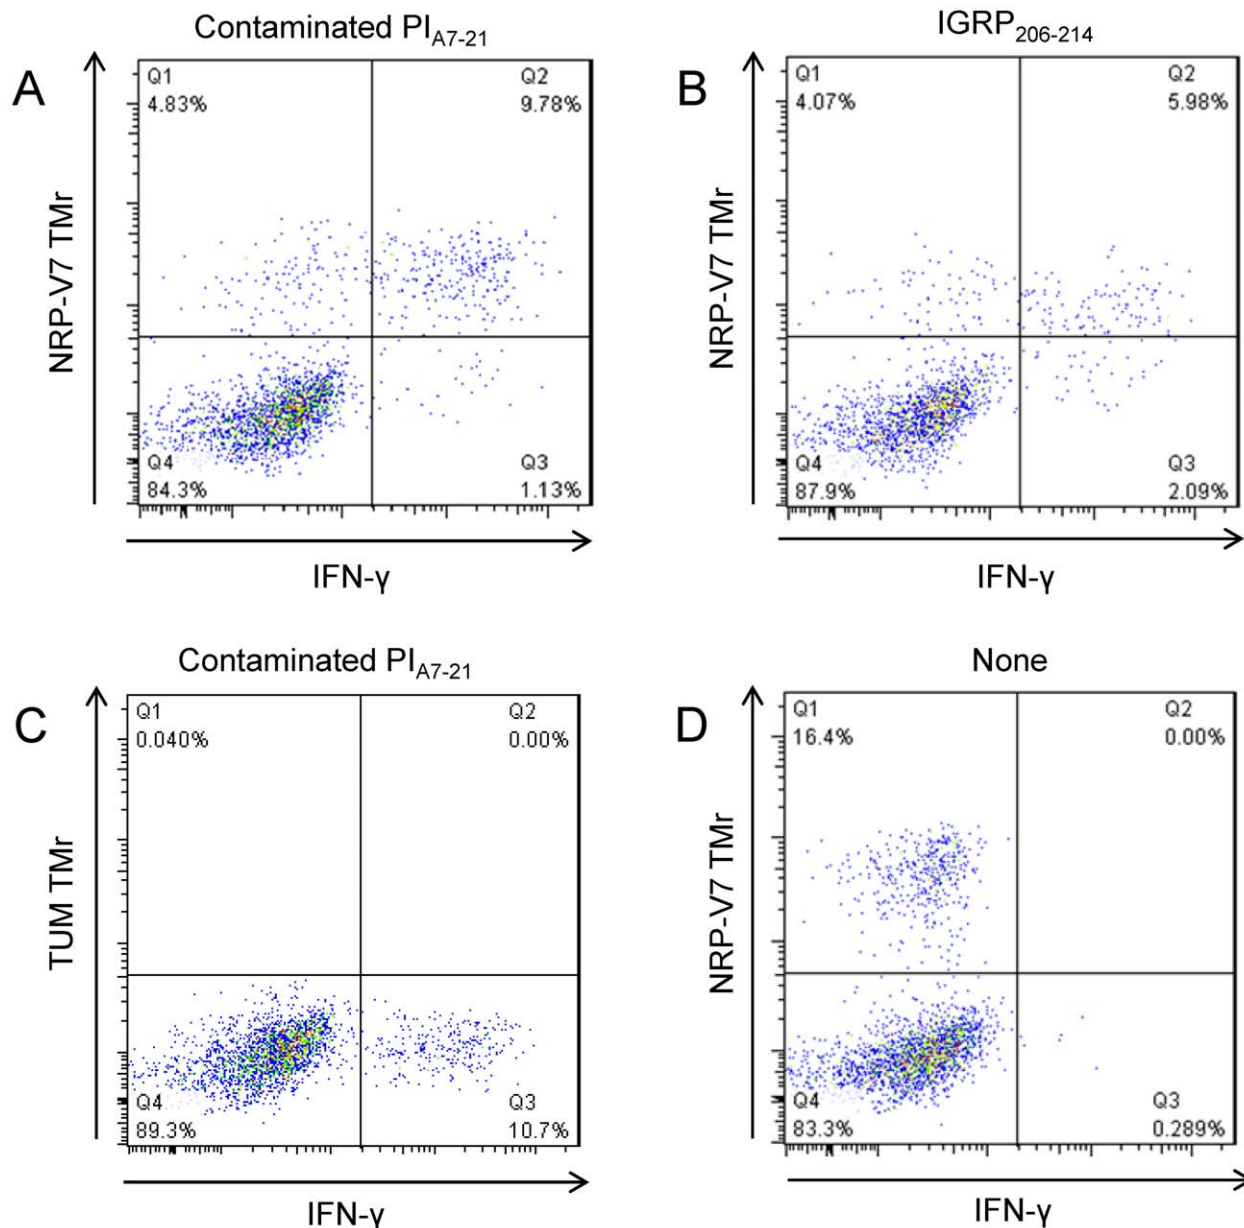 Contaminated PI_A7-21
A
Q1
4.83%
Q2
9.78%
NRP-V7 TMr
Q4
84.3%
Q3
1.13%
IFN-γ
IGRP_206-214
B
Q1
4.07%
Q2
5.98%
NRP-V7 TMr
Q4
87.9%
Q3
2.09%
IFN-γ
Contaminated PI_A7-21
C
Q1
0.040%
Q2
0.00%
TUM TMr
Q4
89.3%
Q3
10.7%
IFN-γ
None
D
Q1
16.4%
Q2
0.00%
NRP-V7 TMr
Q4
83.3%
Q3
0.289%
IFN-γ